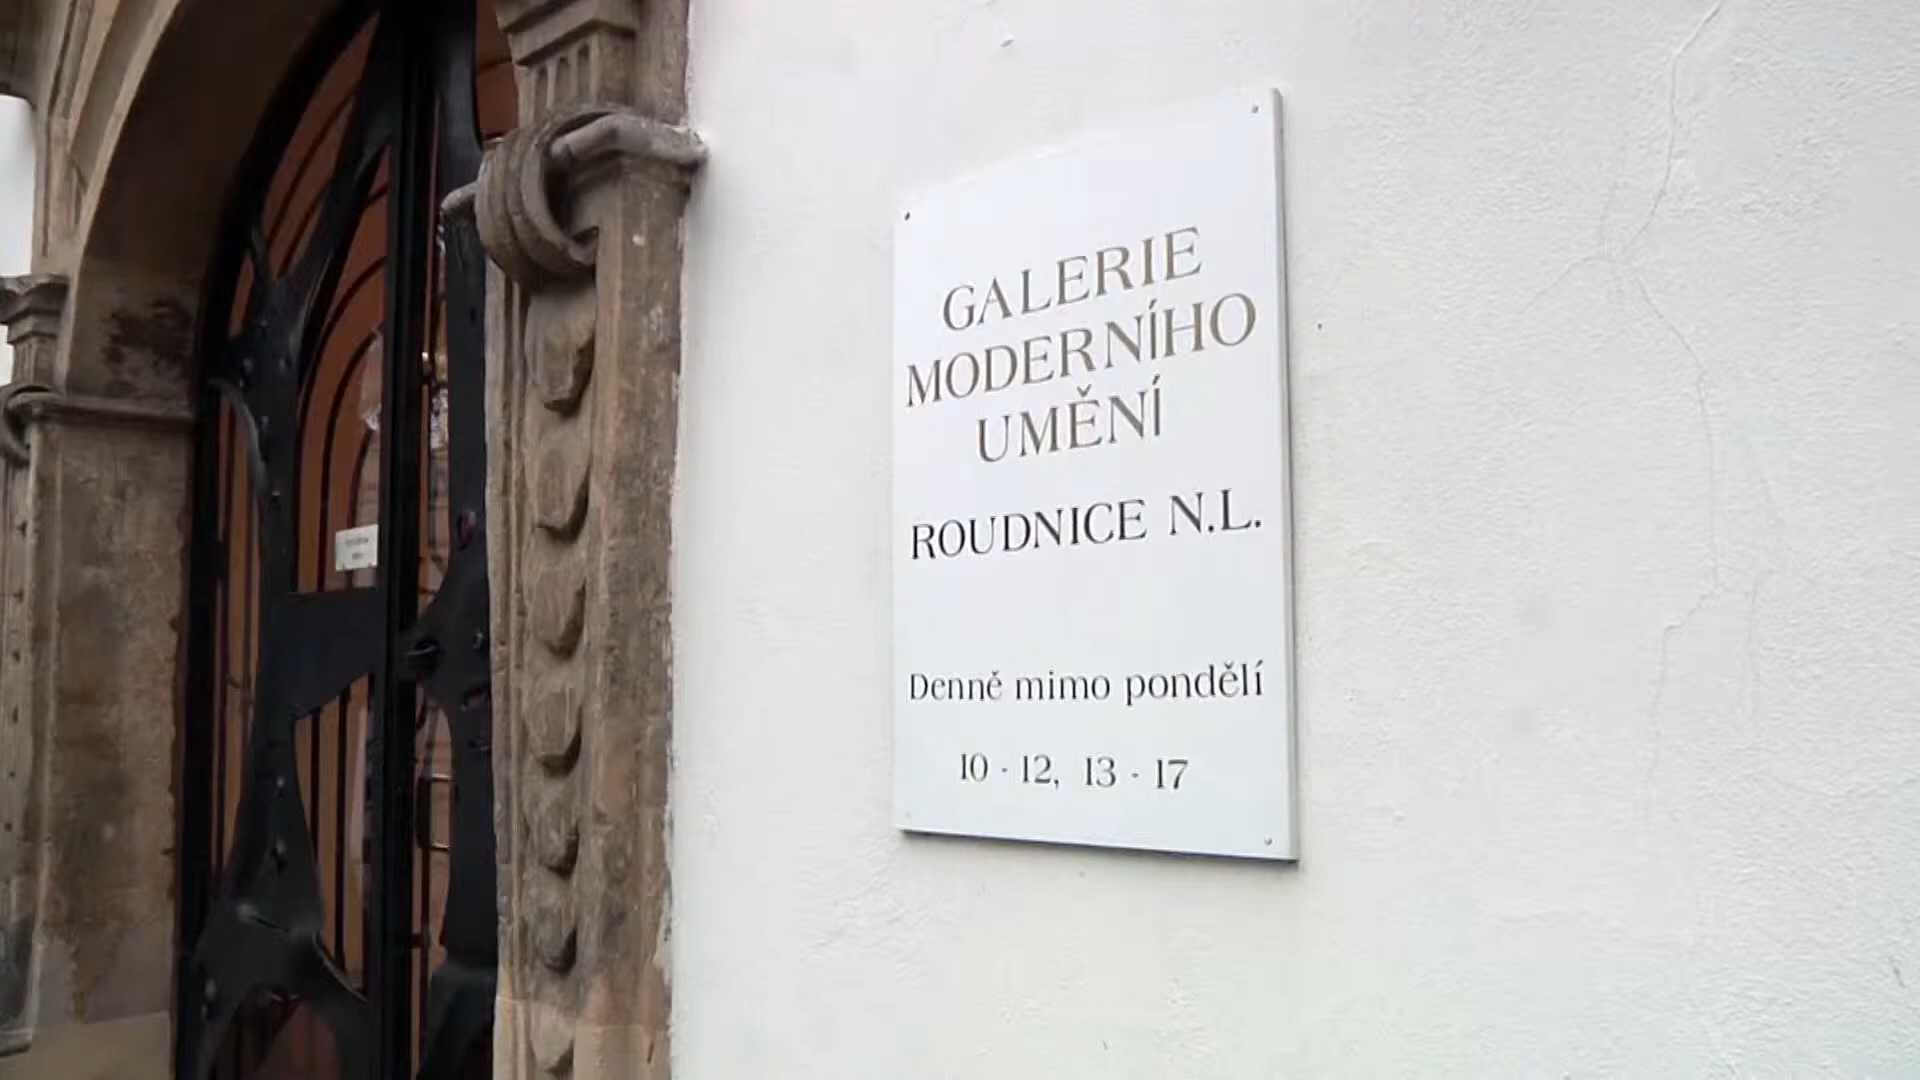 GALERIE
MODERNÍHO
UMĚNÍ
ROUDNICE N.L.
Denně mimo pondělí
10 - 12, 13 - 17